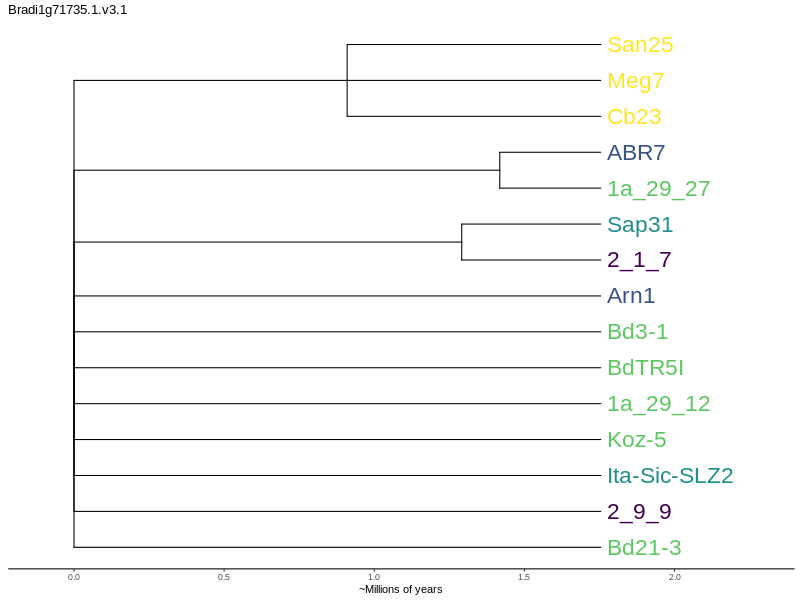 Bradi1g71735.1.v3.1
San25
Meg7
Cb23
ABR7
1a_29_27
Sap31
2_1_7
Arn1
Bd3-1
BdTR5I
1a_29_12
Koz-5
Ita-Sic-SLZ2
2_9_9
Bd21-3
0.0 0.5 1.0 1.5 2.0
~Millions of years